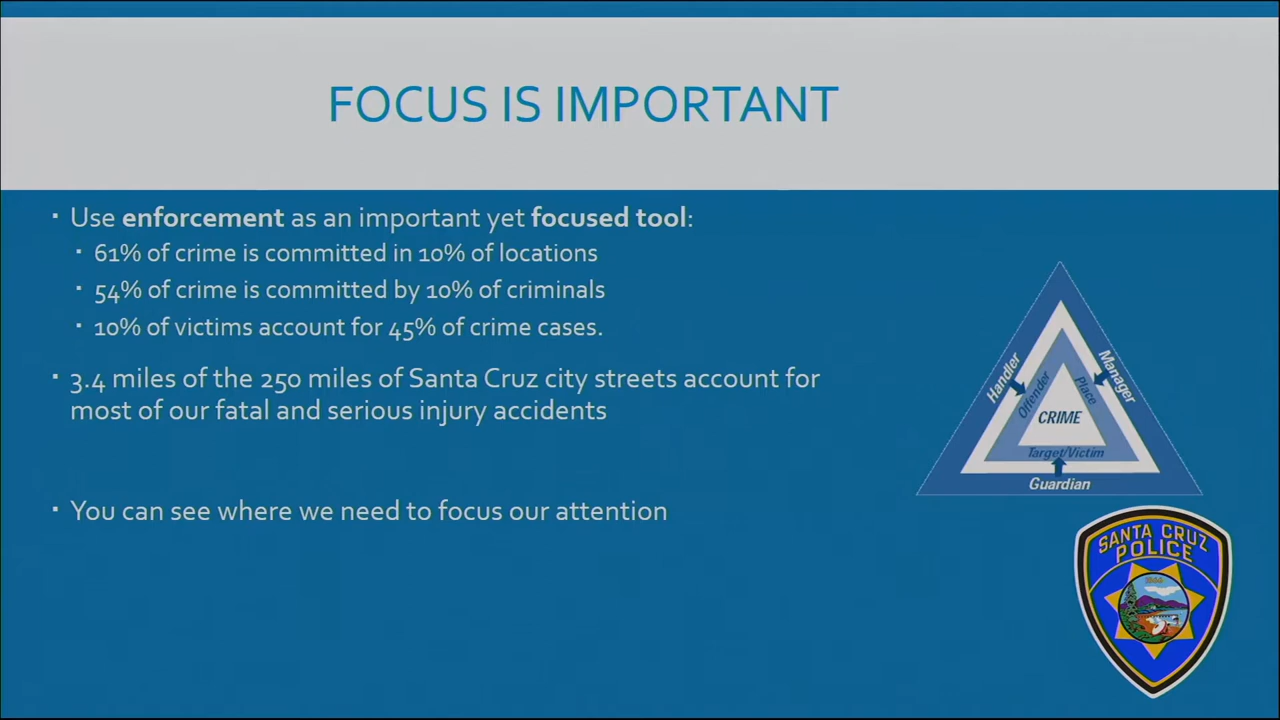 FOCUS IS IMPORTANT
▪ Use enforcement as an important yet focused tool:
▪ 61% of crime is committed in 10% of locations
▪ 54% of crime is committed by 10% of criminals
▪ 10% of victims account for 45% of crime cases.
▪ 3.4 miles of the 250 miles of Santa Cruz city streets account for
most of our fatal and serious injury accidents
▪ You can see where we need to focus our attention
Handler
Manager
Offender
Place
CRIME
Target/Victim
Guardian
SANTA CRUZ
POLICE